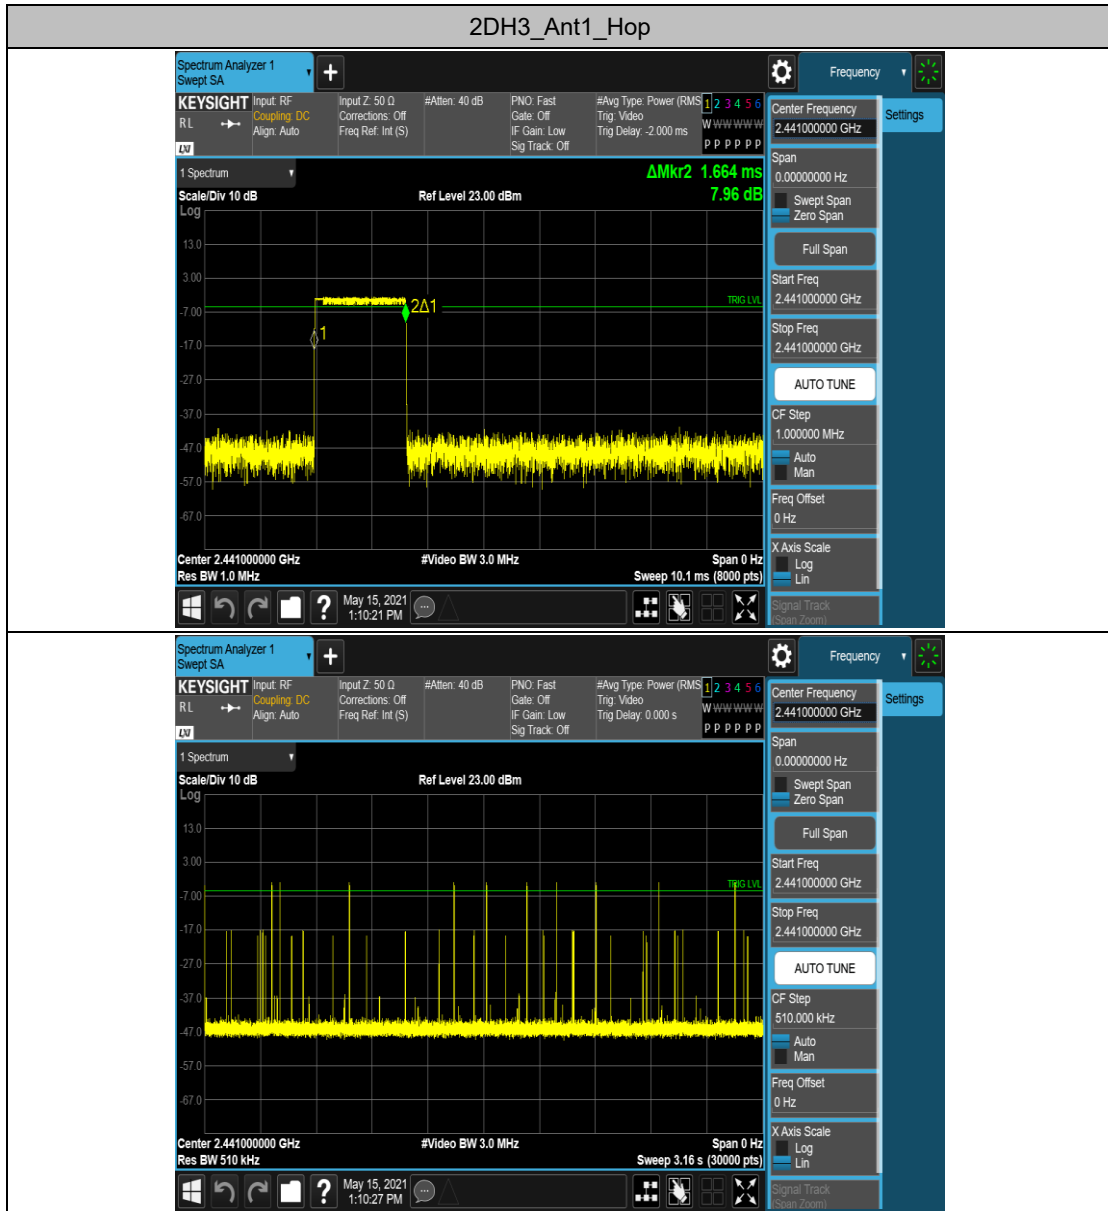 2DH3_Ant1_Hop
Spectrum Analyzer 1
Swept SA
Frequency
KEYSIGHT
RL
LXI
Input: RF
Coupling: DC
Align: Auto
Input Z: 50 Ω
Corrections: Off
Freq Ref: Int (S)
#Atten: 40 dB
PNO: Fast
Gate: Off
IF Gain: Low
Sig Track: Off
#Avg Type: Power (RMS
Trig: Video
Trig Delay: -2.000 ms
1 2 3 4 5 6
W W W W W W
P P P P P P
Center Frequency
2.441000000 GHz
Settings
1 Spectrum
ΔMkr2 1.664 ms
7.96 dB
Scale/Div 10 dB
Ref Level 23.00 dBm
Log
13.0
3.00
-7.00
-17.0
-27.0
-37.0
-47.0
-57.0
-67.0
TRIG LVL
2Δ1
1
Span
0.00000000 Hz
Swept Span
Zero Span
Full Span
Start Freq
2.441000000 GHz
Stop Freq
2.441000000 GHz
AUTO TUNE
CF Step
1.000000 MHz
Auto
Man
Freq Offset
0 Hz
X Axis Scale
Log
Lin
Signal Track
(Span Zoom)
Center 2.441000000 GHz
#Video BW 3.0 MHz
Span 0 Hz
Res BW 1.0 MHz
Sweep 10.1 ms (8000 pts)
May 15, 2021
1:10:21 PM
Spectrum Analyzer 1
Swept SA
Frequency
KEYSIGHT
RL
LXI
Input: RF
Coupling: DC
Align: Auto
Input Z: 50 Ω
Corrections: Off
Freq Ref: Int (S)
#Atten: 40 dB
PNO: Fast
Gate: Off
IF Gain: Low
Sig Track: Off
#Avg Type: Power (RMS
Trig: Video
Trig Delay: 0.000 s
1 2 3 4 5 6
W W W W W W
P P P P P P
Center Frequency
2.441000000 GHz
Settings
1 Spectrum
Scale/Div 10 dB
Ref Level 23.00 dBm
Log
13.0
3.00
-7.00
-17.0
-27.0
-37.0
-47.0
-57.0
-67.0
TRIG LVL
Span
0.00000000 Hz
Swept Span
Zero Span
Full Span
Start Freq
2.441000000 GHz
Stop Freq
2.441000000 GHz
AUTO TUNE
CF Step
510.000 kHz
Auto
Man
Freq Offset
0 Hz
X Axis Scale
Log
Lin
Signal Track
(Span Zoom)
Center 2.441000000 GHz
#Video BW 3.0 MHz
Span 0 Hz
Res BW 510 kHz
Sweep 3.16 s (30000 pts)
May 15, 2021
1:10:27 PM